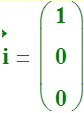 i = ( 1
0
0 )